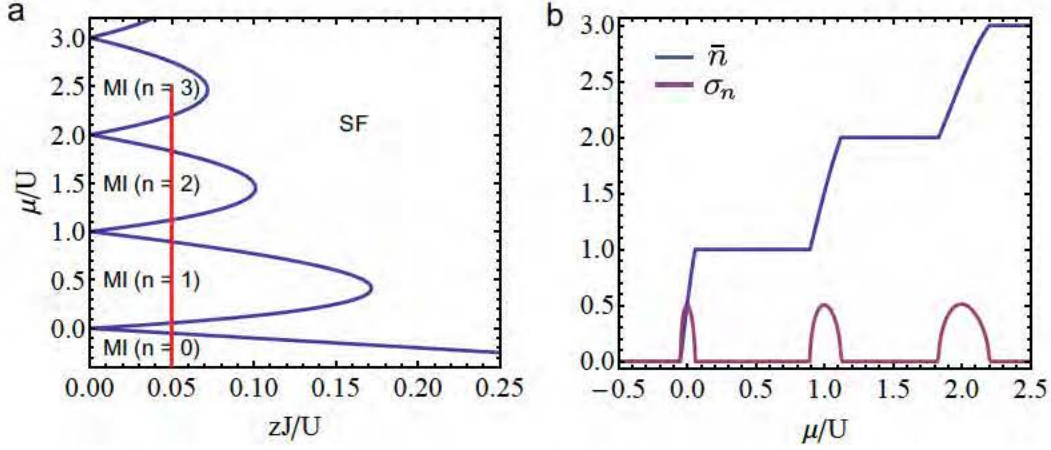 a
3.0
2.5
2.0
1.5
1.0
0.5
0.0
μ/U
MI (n = 3)
SF
MI (n = 2)
MI (n = 1)
MI (n = 0)
0.00 0.05 0.10 0.15 0.20 0.25
zJ/U
b
3.0
2.5
2.0
1.5
1.0
0.5
0.0
n̄
σₙ
−0.5 0.0 0.5 1.0 1.5 2.0 2.5
μ/U